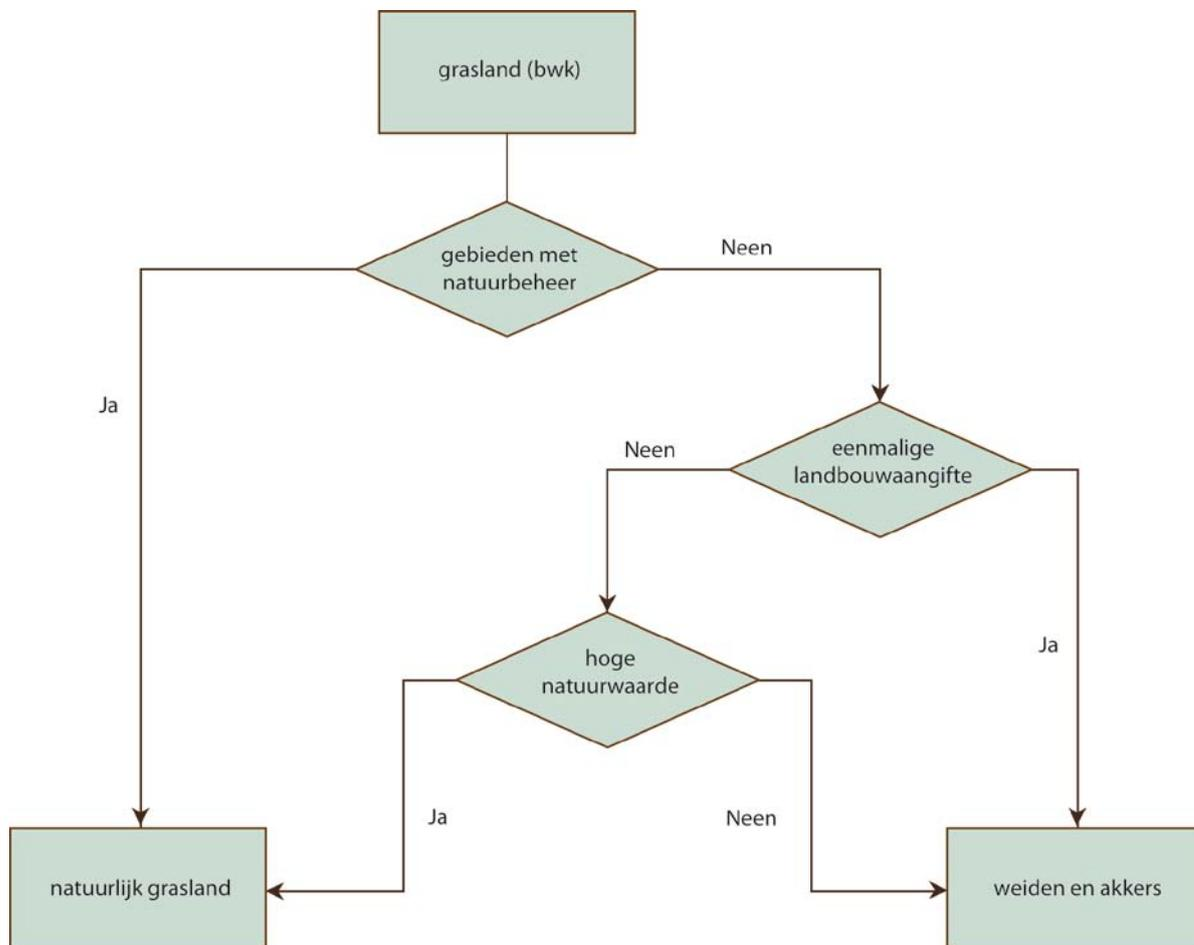 grasland (bwk)
gebieden met
natuurbeheer
Neen
Ja
eenmalige
landbouwaangifte
Neen
hoge
natuurwaarde
Ja
Ja
Neen
natuurlijk grasland
weiden en akkers